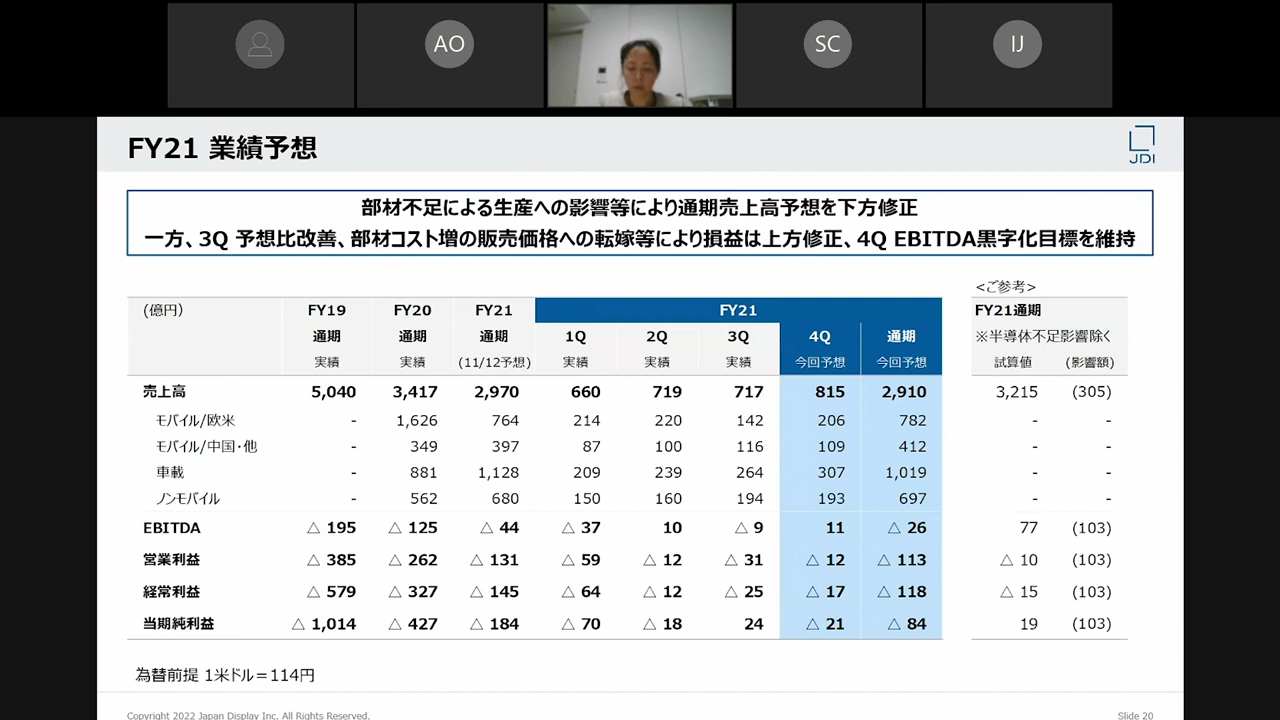 AO
SC
IJ
FY21 業績予想
JDI
部材不足による生産への影響等により通期売上高予想を下方修正
一方、3Q 予想比改善、部材コスト増の販売価格への転嫁等により損益は上方修正、4Q EBITDA黒字化目標を維持
<ご参考>
(億円) FY19 FY20 FY21 FY21 FY21通期
通期 通期 通期 1Q 2Q 3Q 4Q 通期 ※半導体不足影響除く
実績 実績 (11/12予想) 実績 実績 実績 今回予想 今回予想 試算値 (影響額)
売上高 5,040 3,417 2,970 660 719 717 815 2,910 3,215 (305)
モバイル/欧米 - 1,626 764 214 220 142 206 782 - -
モバイル/中国・他 - 349 397 87 100 116 109 412 - -
車載 - 881 1,128 209 239 264 307 1,019 - -
ノンモバイル - 562 680 150 160 194 193 697 - -
EBITDA △ 195 △ 125 △ 44 △ 37 10 △ 9 11 △ 26 77 (103)
営業利益 △ 385 △ 262 △ 131 △ 59 △ 12 △ 31 △ 12 △ 113 △ 10 (103)
経常利益 △ 579 △ 327 △ 145 △ 64 △ 12 △ 25 △ 17 △ 118 △ 15 (103)
当期純利益 △ 1,014 △ 427 △ 184 △ 70 △ 18 24 △ 21 △ 84 19 (103)
為替前提 1米ドル＝114円
Copyright 2022 Japan Display Inc. All Rights Reserved.
Slide 20